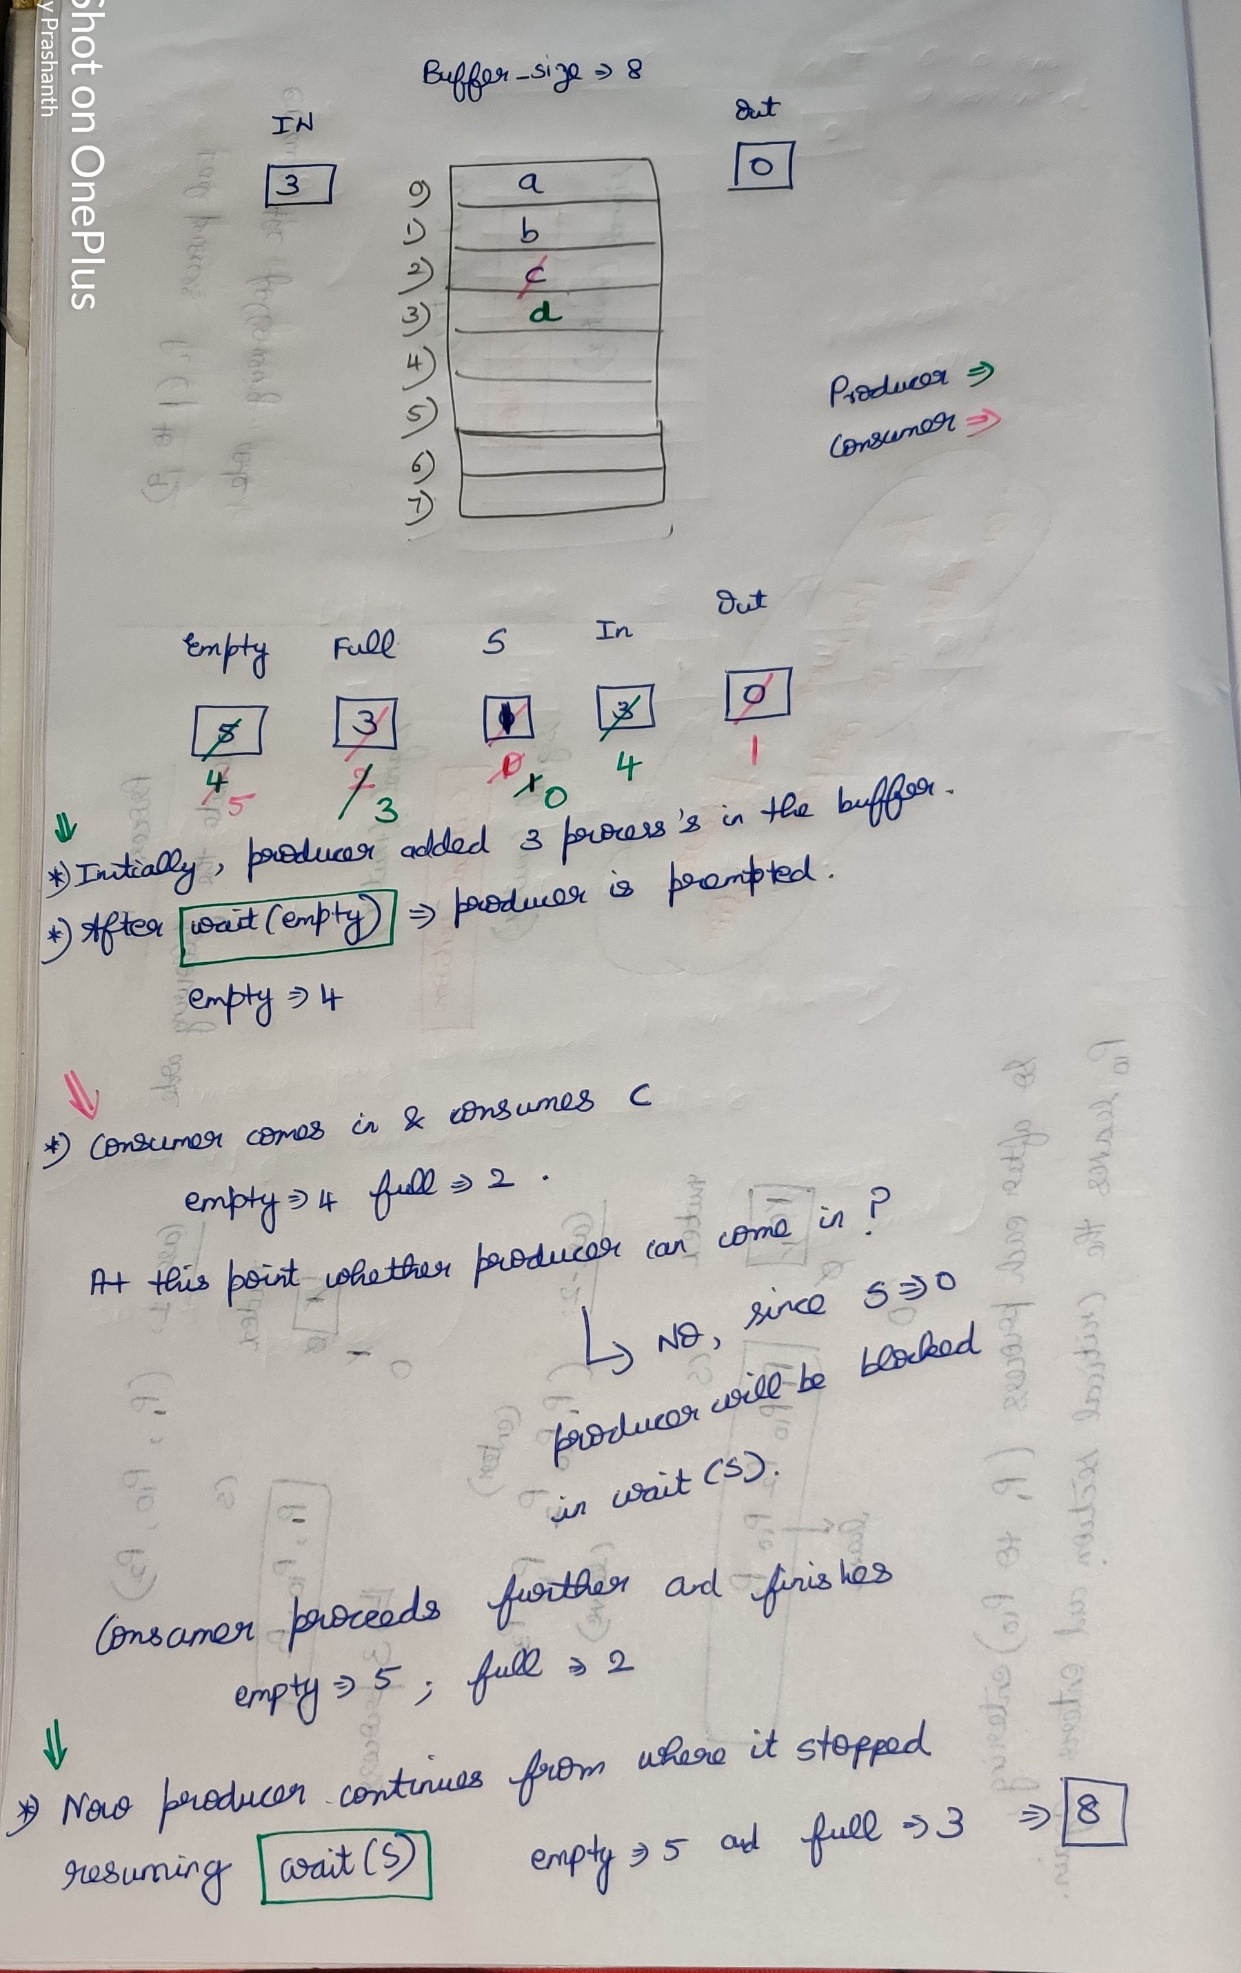 Shot on OnePlus
y Prashanth
Buffer-size ⇒ 8
IN
Out
3
0
0) a
1) b
2) c
3) d
4)
5)
6)
7)
Producer ⇒
Consumer ⇒
Empty Full S In Out
5 3 1 3 0
4 2 0 4 1
5 3 1 0
*) Initially, producer added 3 process's in the buffer.
*) After wait (empty) ⇒ producer is prempted.
empty ⇒ 4
*) Consumer comes in & consumes C
empty ⇒ 4 full ⇒ 2 .
At this point whether producer can come in ?
NO, since S ⇒ 0
producer will be blocked
in wait (S).
Consumer proceeds further and finishes
empty ⇒ 5 ; full ⇒ 2
*) Now producer continues from where it stopped
resuming wait (S) empty ⇒ 5 ad full ⇒ 3 ⇒ 8